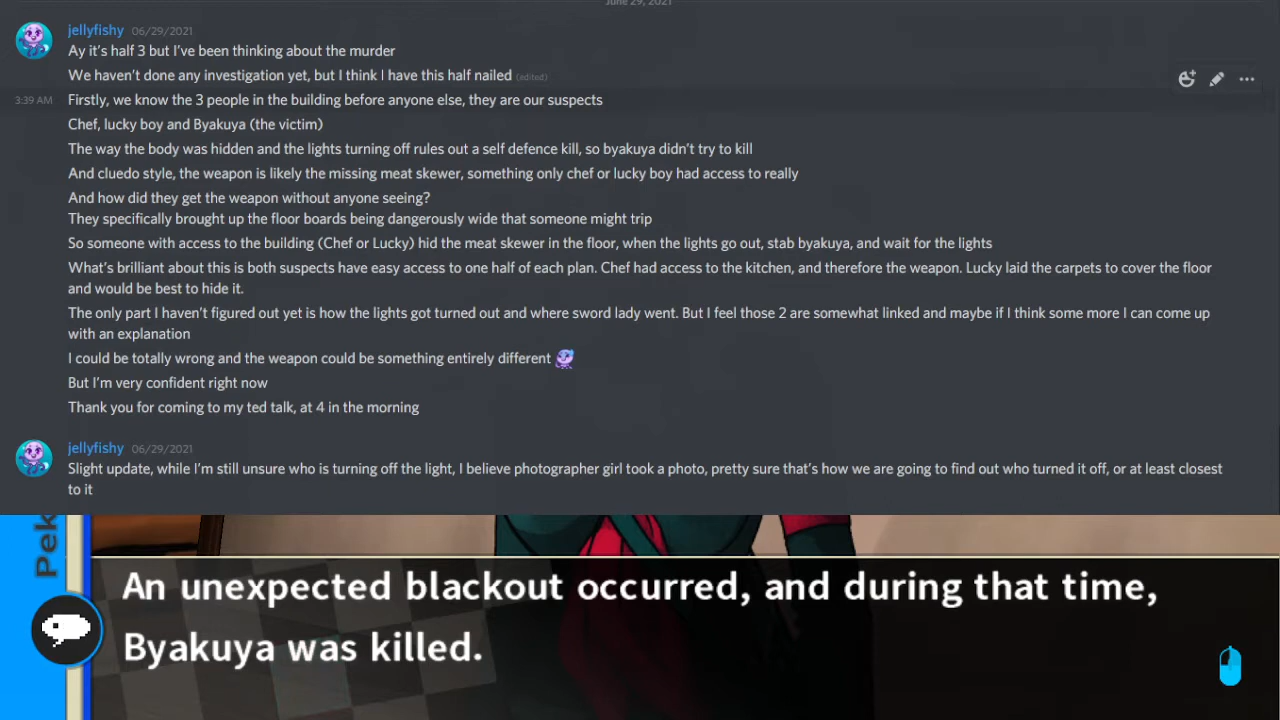 June 29, 2021
jellyfishy 06/29/2021
Ay it's half 3 but I've been thinking about the murder
We haven't done any investigation yet, but I think I have this half nailed (edited)
3:39 AM Firstly, we know the 3 people in the building before anyone else, they are our suspects
Chef, lucky boy and Byakuya (the victim)
The way the body was hidden and the lights turning off rules out a self defence kill, so byakuya didn't try to kill
And cluedo style, the weapon is likely the missing meat skewer, something only chef or lucky boy had access to really
And how did they get the weapon without anyone seeing?
They specifically brought up the floor boards being dangerously wide that someone might trip
So someone with access to the building (Chef or Lucky) hid the meat skewer in the floor, when the lights go out, stab byakuya, and wait for the lights
What's brilliant about this is both suspects have easy access to one half of each plan. Chef had access to the kitchen, and therefore the weapon. Lucky laid the carpets to cover the floor
and would be best to hide it.
The only part I haven't figured out yet is how the lights got turned out and where sword lady went. But I feel those 2 are somewhat linked and maybe if I think some more I can come up
with an explanation
I could be totally wrong and the weapon could be something entirely different
But I'm very confident right now
Thank you for coming to my ted talk, at 4 in the morning
jellyfishy 06/29/2021
Slight update, while I'm still unsure who is turning off the light, I believe photographer girl took a photo, pretty sure that's how we are going to find out who turned it off, or at least closest
to it
Pek
An unexpected blackout occurred, and during that time,
Byakuya was killed.